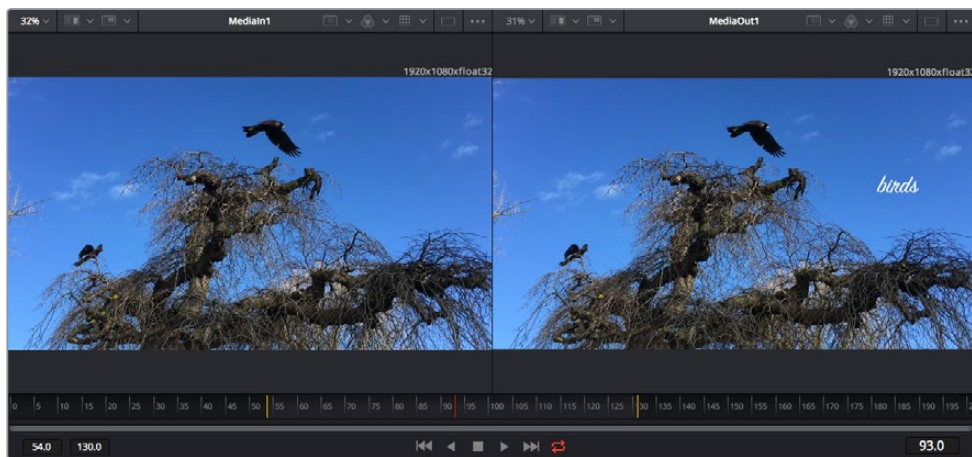 32% MediaIn1 31% MediaOut1
1920x1080xfloat32 1920x1080xfloat32
birds
0 5 10 15 20 25 30 35 40 45 50 55 60 65 70 75 80 85 90 95 100 105 110 115 120 125 30 135 140 145 150 155 160 165 170 175 180 185 190 195 2
54.0 130.0 93.0